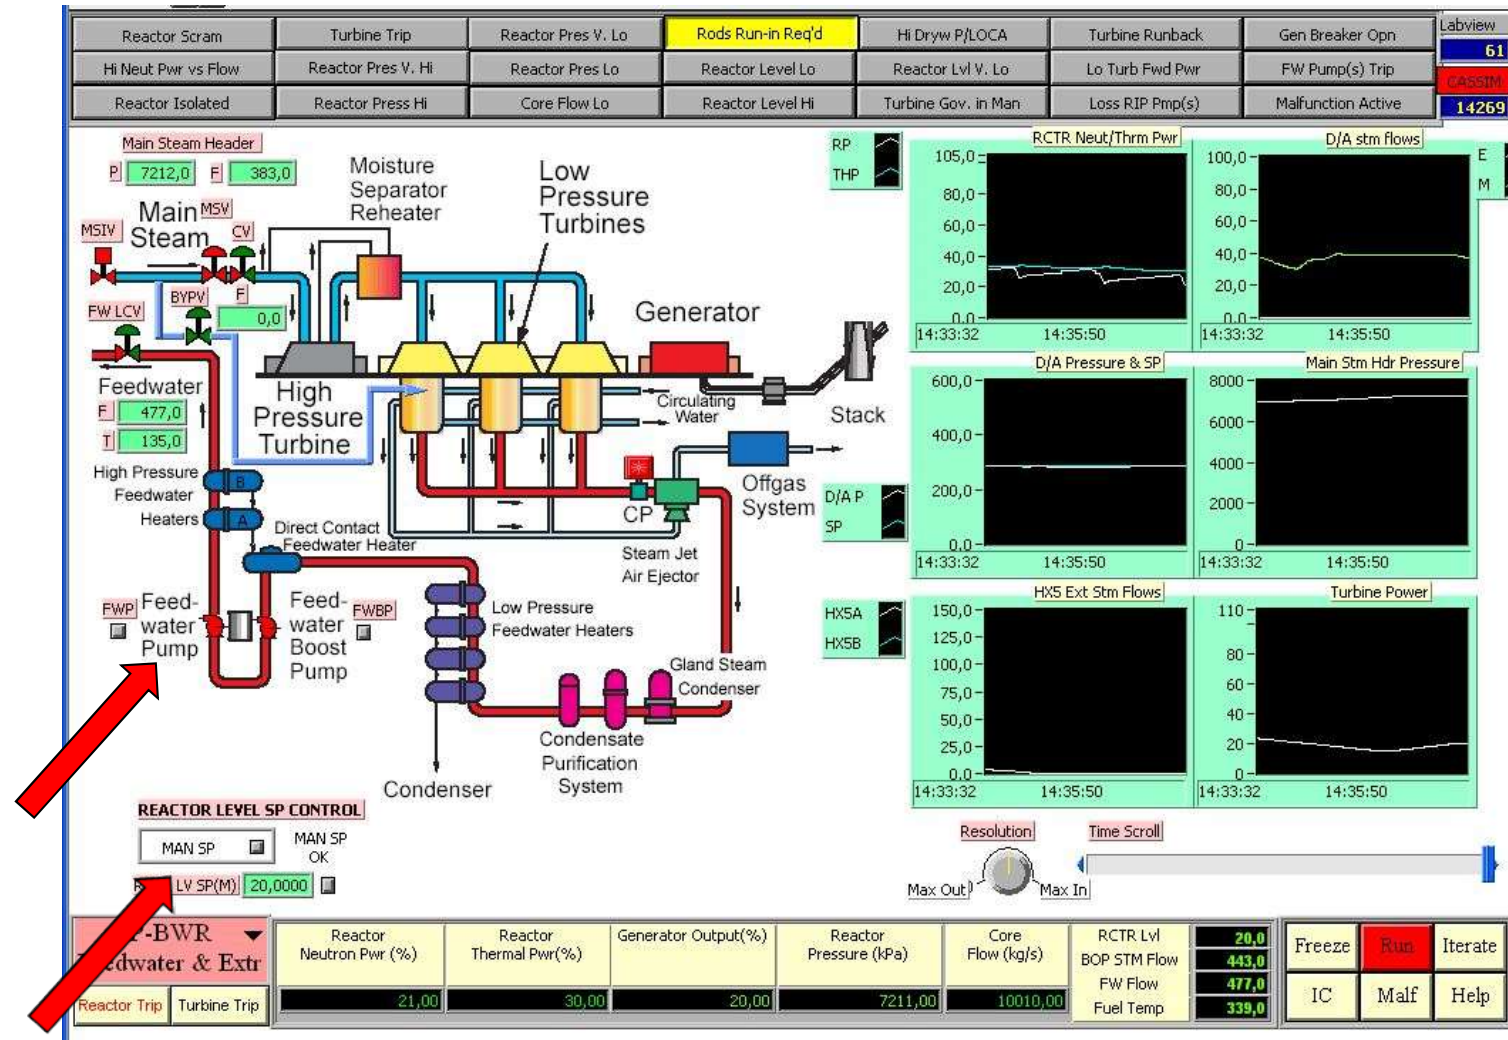 Reactor Scram
Turbine Trip
Reactor Pres V. Lo
Rods Run-in Req'd
Hi Dryw P/LOCA
Turbine Runback
Gen Breaker Opn
Labview
61
Hi Neut Pwr vs Flow
Reactor Pres V. Hi
Reactor Pres Lo
Reactor Level Lo
Reactor Lvl V. Lo
Lo Turb Fwd Pwr
FW Pump(s) Trip
CASSIM
Reactor Isolated
Reactor Press Hi
Core Flow Lo
Reactor Level Hi
Turbine Gov. in Man
Loss RIP Pmp(s)
Malfunction Active
14269
Main Steam Header
P 7212,0 F 383,0
Main
Steam
MSIV
MSV
CV
BYPV
F
0,0
FW LCV
Moisture
Separator
Reheater
Low
Pressure
Turbines
Generator
High
Pressure
Turbine
Circulating
Water
Stack
Feedwater
F 477,0
T 135,0
High Pressure
Feedwater
Heaters
B
A
Direct Contact
Feedwater Heater
CP
Steam Jet
Air Ejector
Offgas
System
FWP
Feed-
water
Pump
Feed-
water
Boost
Pump
FWBP
Low Pressure
Feedwater Heaters
Gland Steam
Condenser
Condensate
Purification
System
Condenser
REACTOR LEVEL SP CONTROL
MAN SP
MAN SP
OK
LV SP(M) 20,0000
RP
THP
RCTR Neut/Thrm Pwr
105,0
80,0
60,0
40,0
20,0
0.0
14:33:32 14:35:50
D/A stm flows
E
M
100,0
80,0
60,0
40,0
20,0
0.0
14:33:32 14:35:50
D/A Pressure & SP
D/A P
SP
600,0
400,0
200,0
0.0
14:33:32 14:35:50
Main Stm Hdr Pressure
8000
6000
4000
2000
0
14:33:32 14:35:50
HX5 Ext Stm Flows
HX5A
HX5B
150,0
125,0
100,0
75,0
50,0
25,0
0.0
14:33:32 14:35:50
Turbine Power
110
80
60
40
20
0
14:33:32 14:35:50
Resolution
Max Out
Max In
Time Scroll
-BWR
Feedwater & Extr
Reactor Trip
Turbine Trip
Reactor
Neutron Pwr (%)
21,00
Reactor
Thermal Pwr(%)
30,00
Generator Output(%)
20,00
Reactor
Pressure (kPa)
7211,00
Core
Flow (kg/s)
10010,00
RCTR Lvl 20,0
BOP STM Flow 443,0
FW Flow 477,0
Fuel Temp 339,0
Freeze
Run
Iterate
IC
Malf
Help